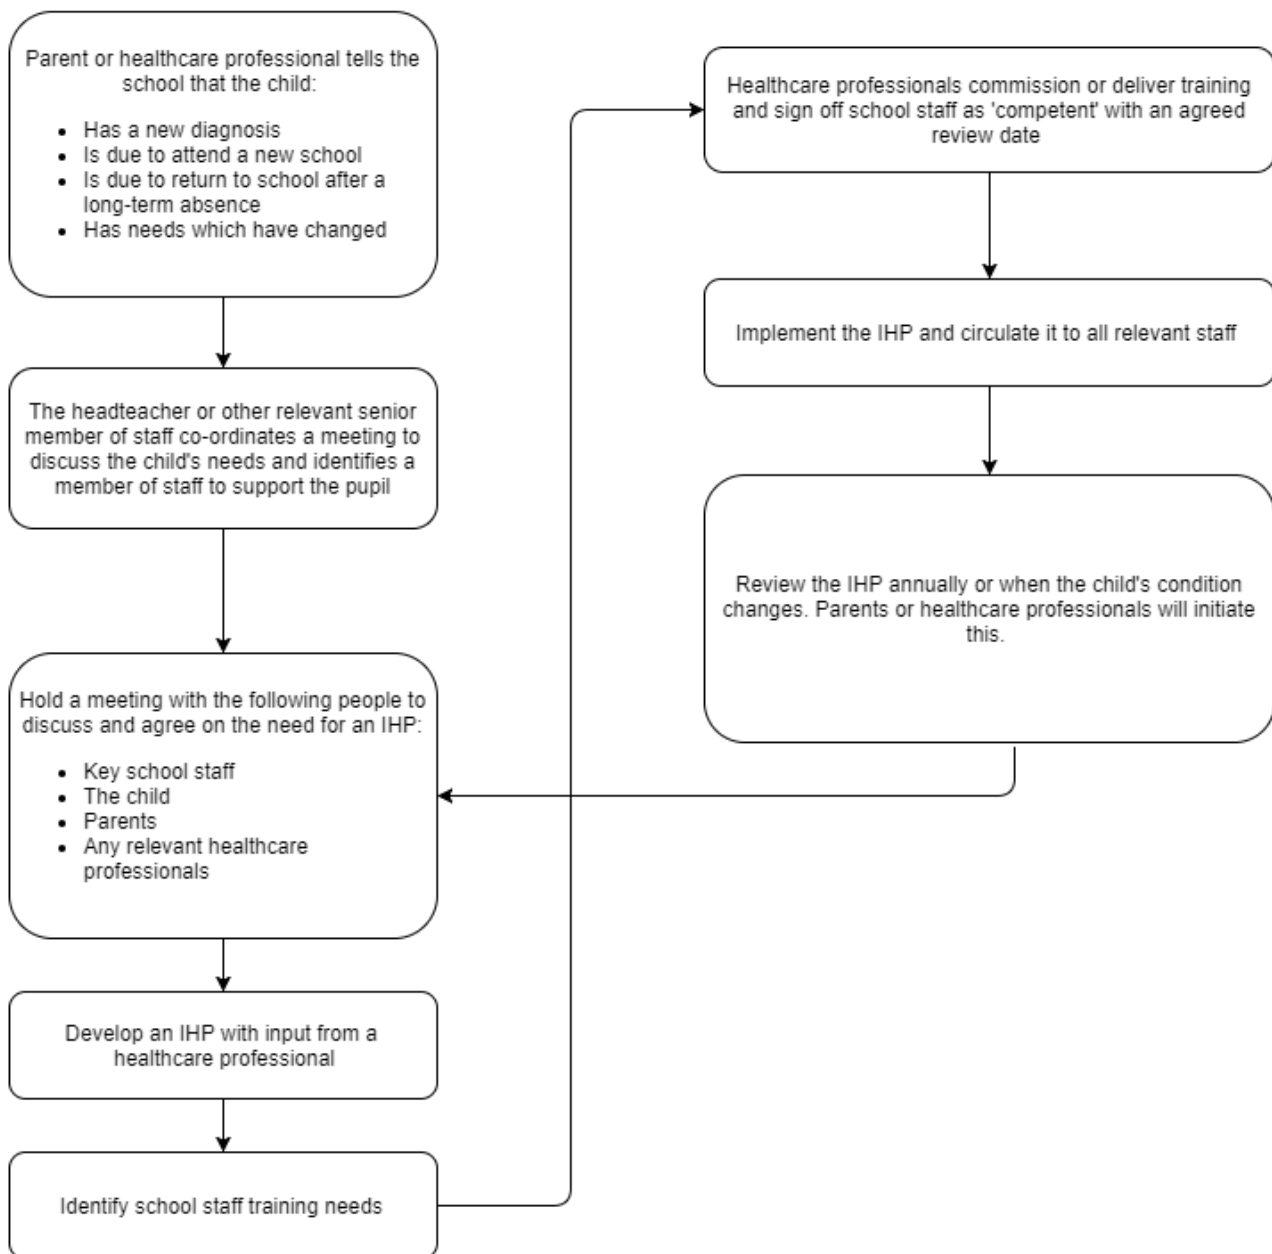 Parent or healthcare professional tells the
school that the child:
• Has a new diagnosis
• Is due to attend a new school
• Is due to return to school after a
long-term absence
• Has needs which have changed
The headteacher or other relevant senior
member of staff co-ordinates a meeting to
discuss the child's needs and identifies a
member of staff to support the pupil
Hold a meeting with the following people to
discuss and agree on the need for an IHP:
• Key school staff
• The child
• Parents
• Any relevant healthcare
professionals
Develop an IHP with input from a
healthcare professional
Identify school staff training needs
Healthcare professionals commission or deliver training
and sign off school staff as 'competent' with an agreed
review date
Implement the IHP and circulate it to all relevant staff
Review the IHP annually or when the child's condition
changes. Parents or healthcare professionals will initiate
this.